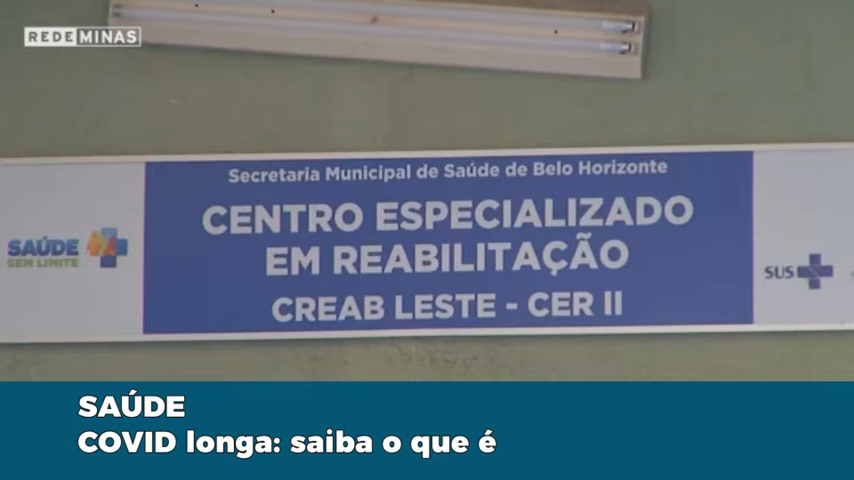 REDE MINAS
Secretaria Municipal de Saúde de Belo Horizonte
CENTRO ESPECIALIZADO
EM REABILITAÇÃO
CREAB LESTE - CER II
SAÚDE
SEM LIMITE
SUS
SAÚDE
COVID longa: saiba o que é